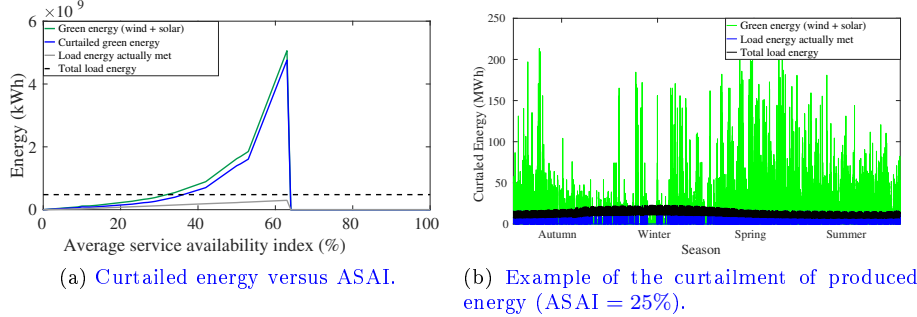 6 × 10^9
Green energy (wind + solar)
Curtailed green energy
Load energy actually met
Total load energy
Energy (kWh)
4
2
0
0 20 40 60 80 100
Average service availability index (%)
(a) Curtailed energy versus ASAI.
250
200
150
100
50
0
Green energy (wind + solar)
Load energy actually met
Total load energy
Curtailed Energy (MWh)
Autumn Winter Spring Summer
Season
(b) Example of the curtailment of produced
energy (ASAI = 25%).